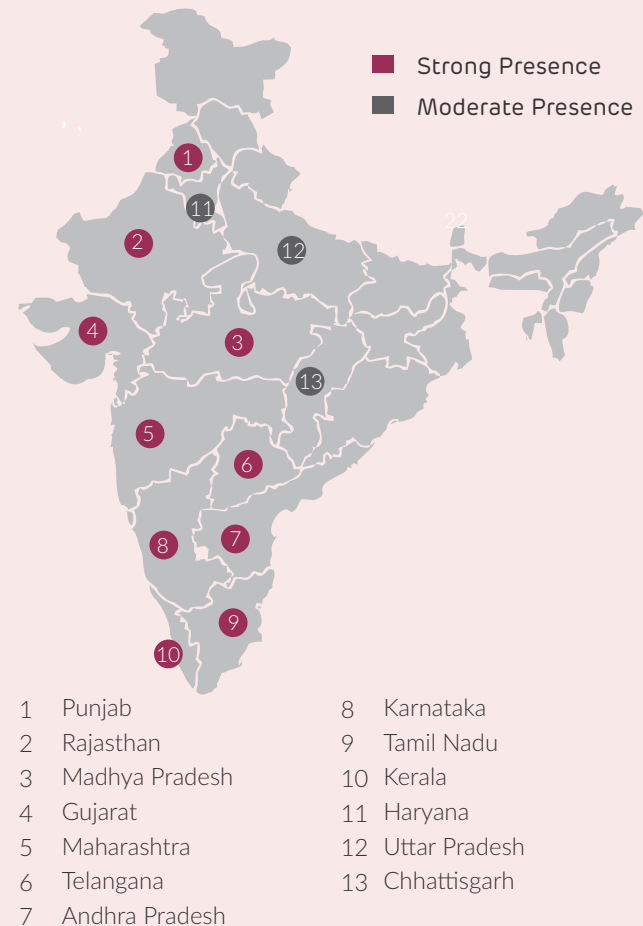 Strong Presence
Moderate Presence
1
11
22
2
12
4
3
13
5
6
7
8
9
10
1 Punjab
2 Rajasthan
3 Madhya Pradesh
4 Gujarat
5 Maharashtra
6 Telangana
7 Andhra Pradesh
8 Karnataka
9 Tamil Nadu
10 Kerala
11 Haryana
12 Uttar Pradesh
13 Chhattisgarh